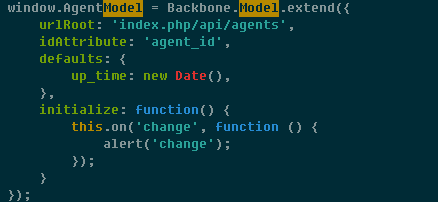 window.AgentModel = Backbone.Model.extend({
    urlRoot: 'index.php/api/agents',
    idAttribute: 'agent_id',
    defaults: {
        up_time: new Date(),
    },
    initialize: function() {
        this.on('change', function () {
            alert('change');
        });
    }
});